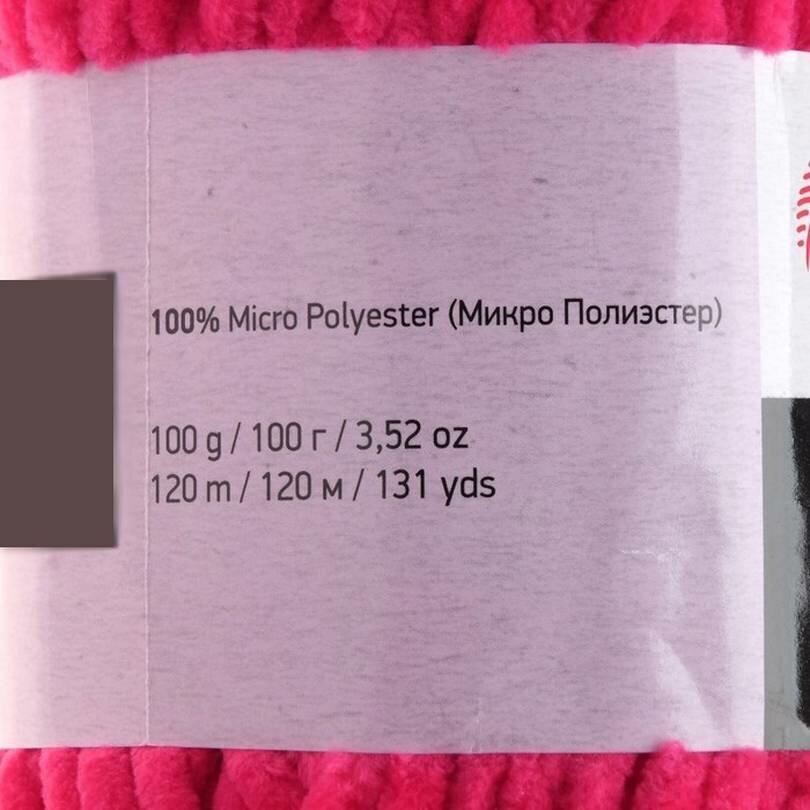 100% Micro Polyester (Микро Полиэстер)
100 g / 100 г / 3,52 oz
120 m / 120 м / 131 yds